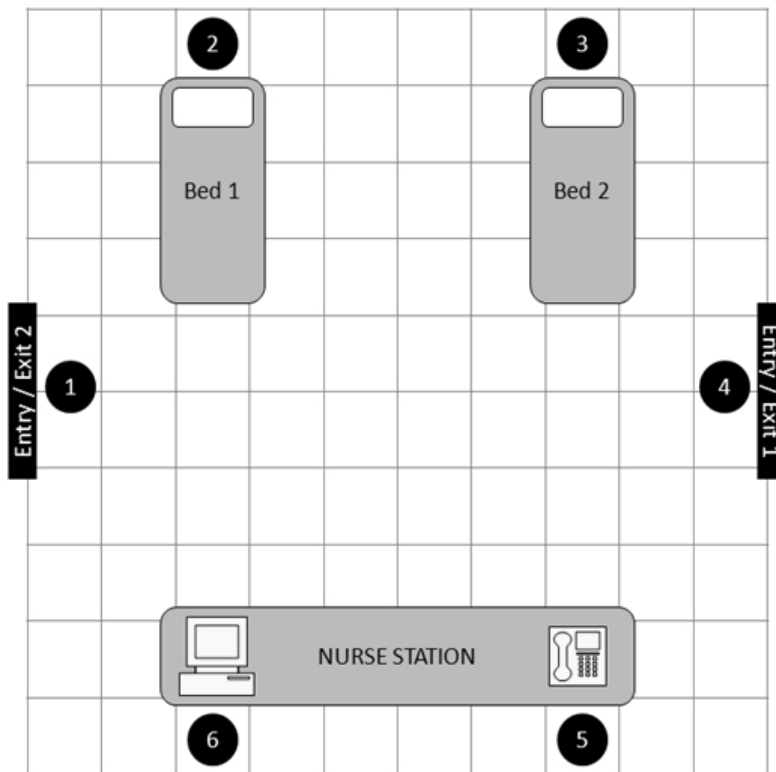 2
3
Bed 1
Bed 2
Entry / Exit 2
1
4
Entry / Exit 1
NURSE STATION
6
5